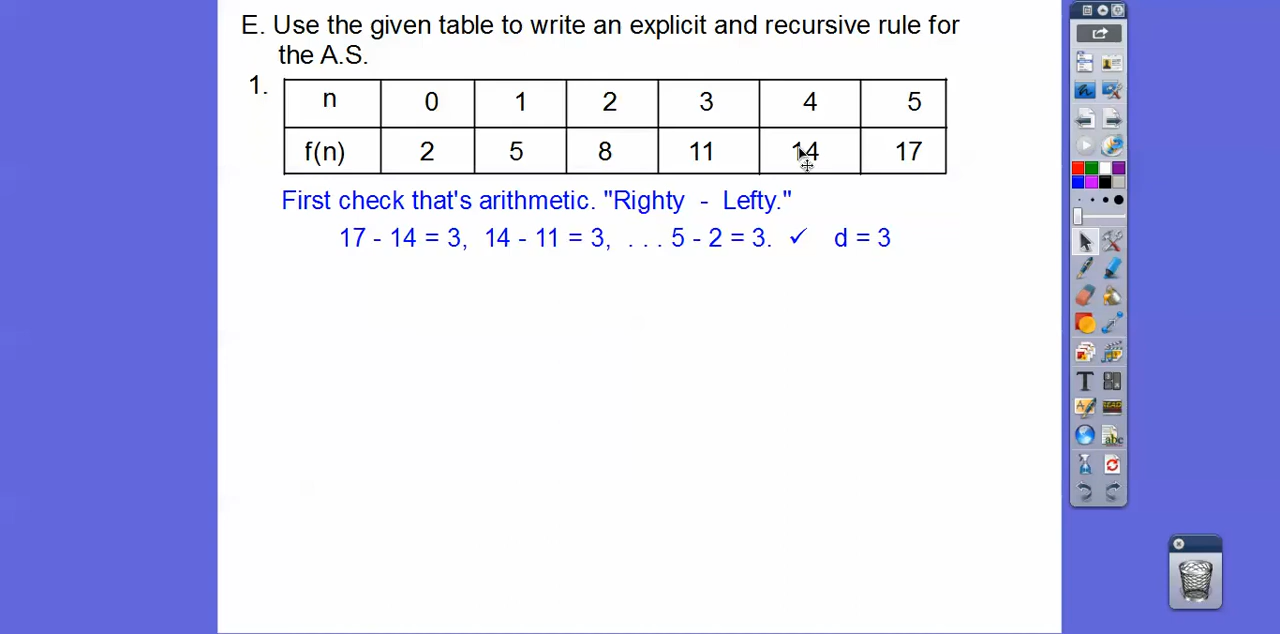 E. Use the given table to write an explicit and recursive rule for
the A.S.
1.
n 0 1 2 3 4 5
f(n) 2 5 8 11 14 17
First check that's arithmetic. "Righty - Lefty."
17 - 14 = 3, 14 - 11 = 3, . . . 5 - 2 = 3. ✓ d = 3